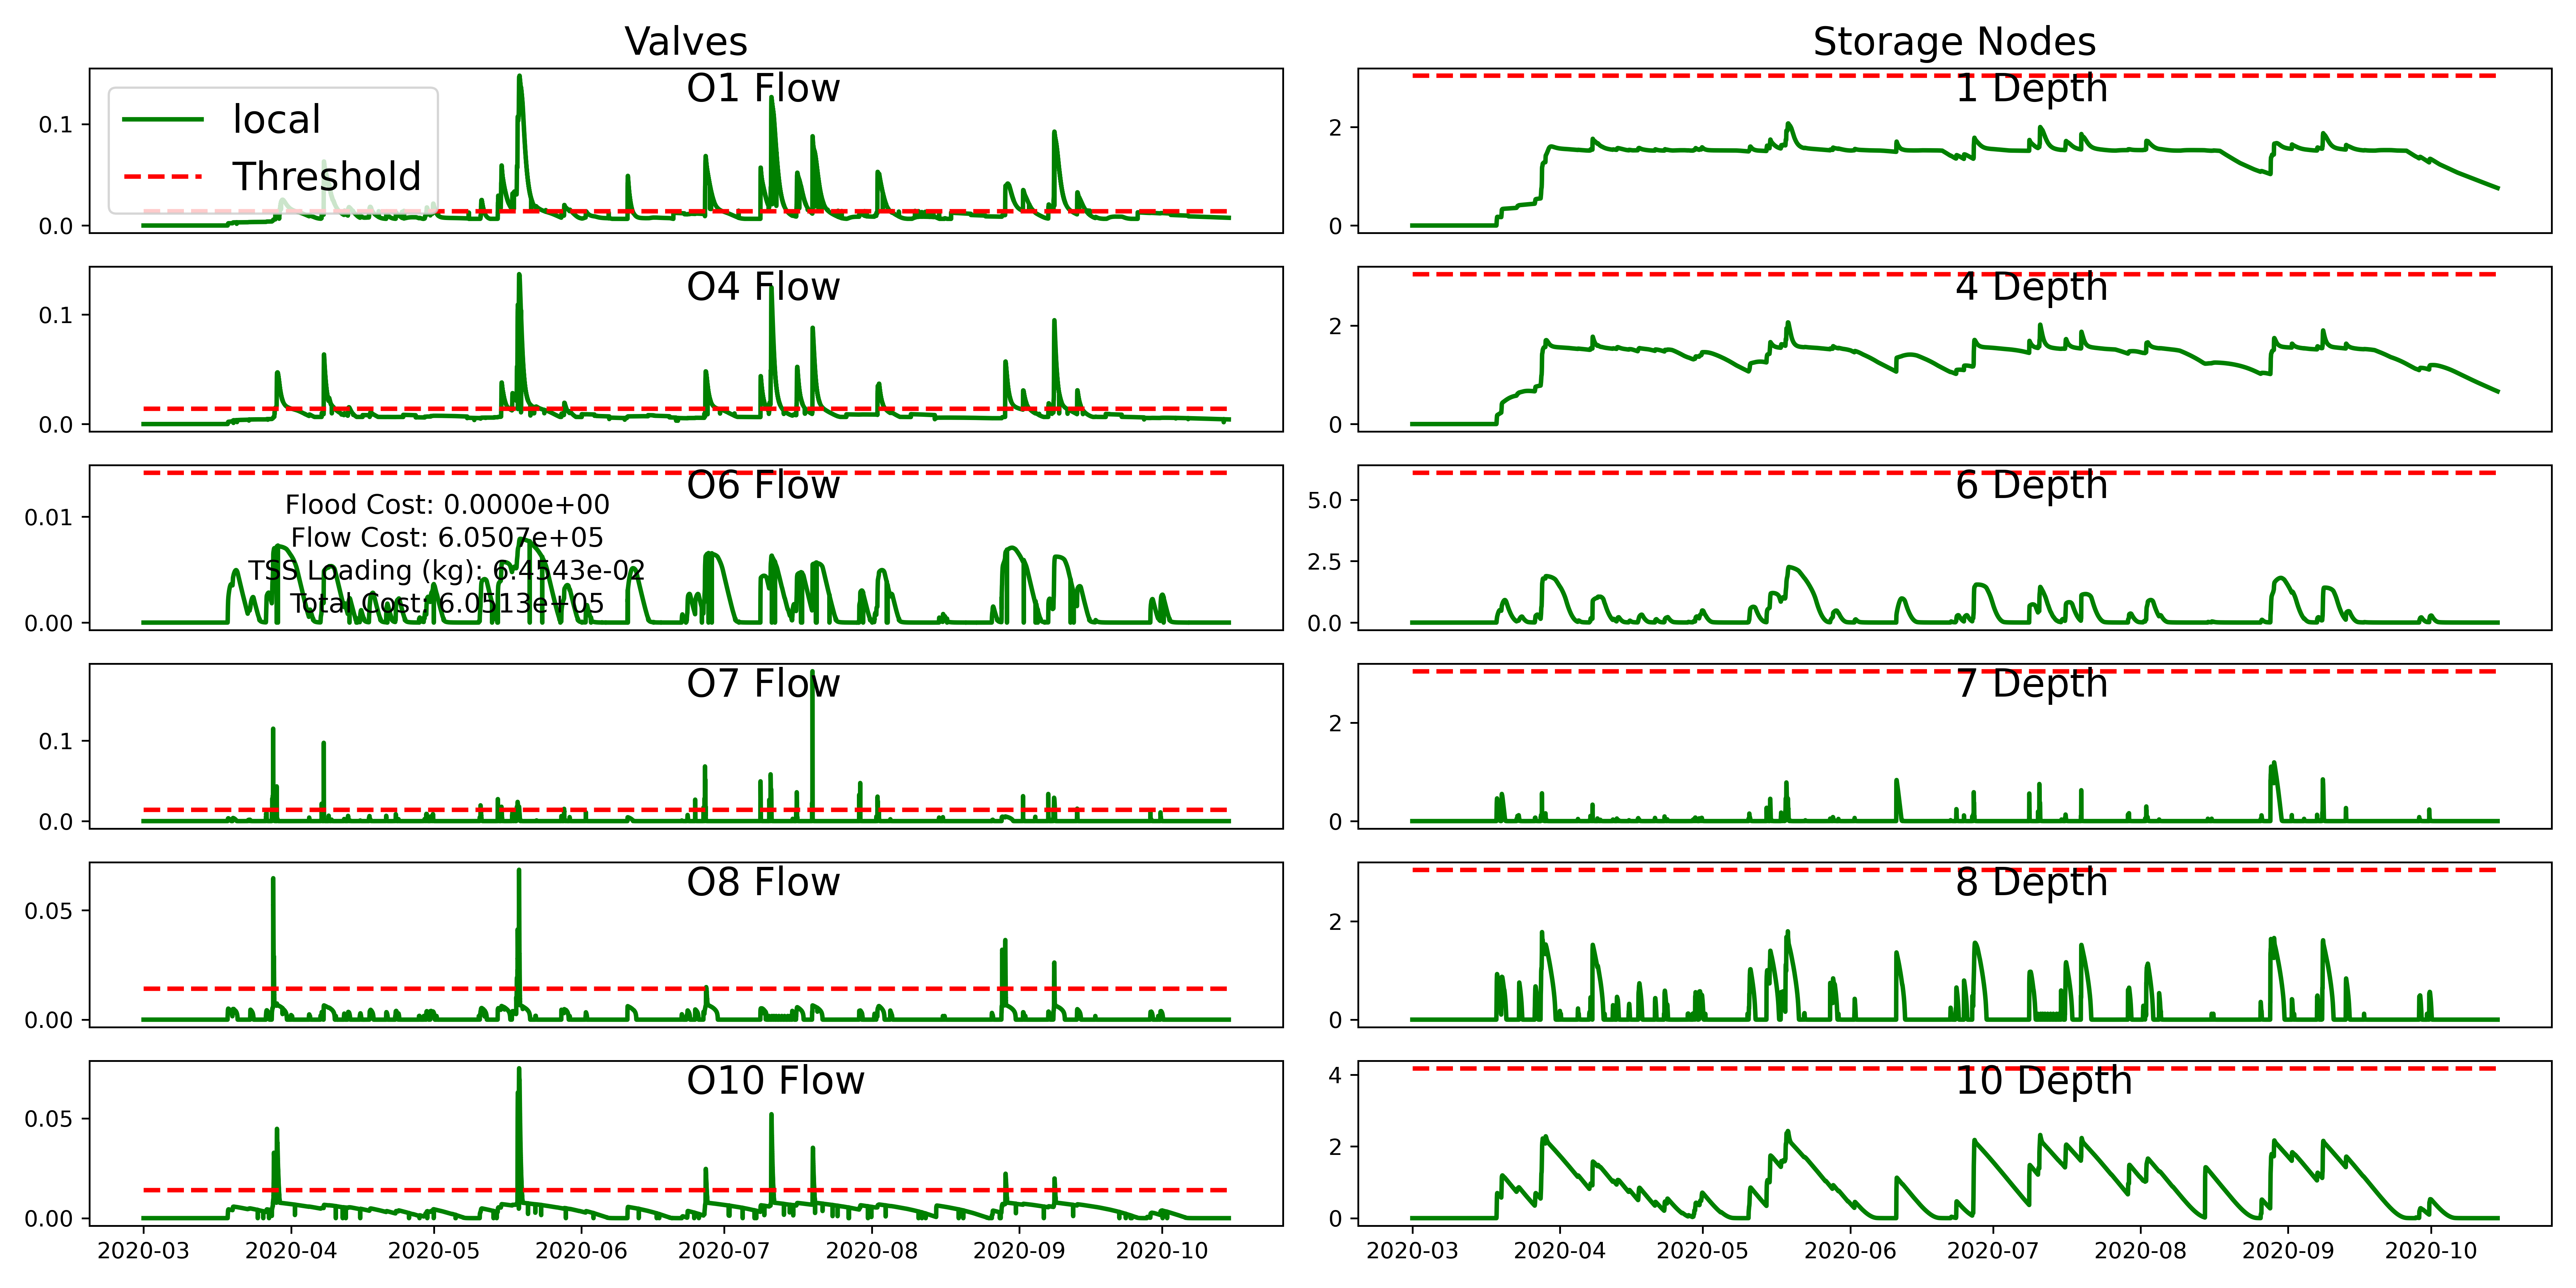 Valves
Storage Nodes
O1 Flow
local
Threshold
0.1
0.0
1 Depth
2
0
O4 Flow
0.1
0.0
4 Depth
2
0
O6 Flow
Flood Cost: 0.0000e+00
Flow Cost: 6.0507e+05
TSS Loading (kg): 6.4543e-02
Total Cost: 6.0513e+05
0.01
0.00
6 Depth
5.0
2.5
0.0
O7 Flow
0.1
0.0
7 Depth
2
0
O8 Flow
0.05
0.00
8 Depth
2
0
O10 Flow
0.05
0.00
10 Depth
4
2
0
2020-03 2020-04 2020-05 2020-06 2020-07 2020-08 2020-09 2020-10
2020-03 2020-04 2020-05 2020-06 2020-07 2020-08 2020-09 2020-10